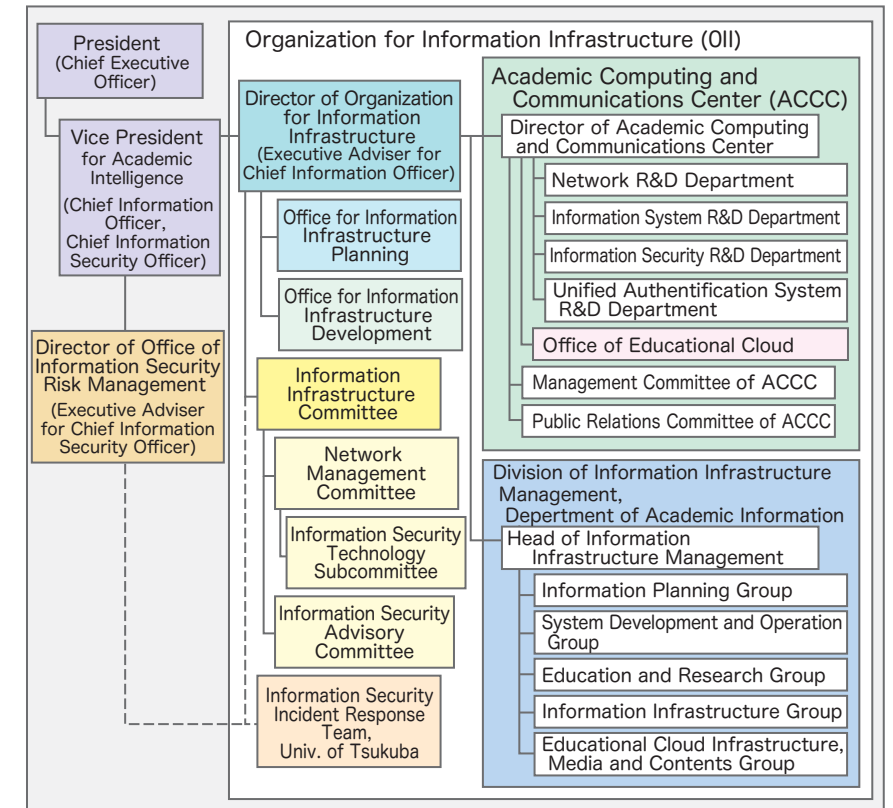 President
(Chief Executive
Officer)
Vice President
for Academic
Intelligence
(Chief Information
Officer,
Chief Information
Security Officer)
Director of Office of
Information Security
Risk Management
(Executive Adviser
for Chief Information
Security Officer)
Organization for Information Infrastructure (OII)
Director of Organization
for Information
Infrastructure
(Executive Adviser for
Chief Information Officer)
Office for Information
Infrastructure
Planning
Office for Information
Infrastructure
Development
Information
Infrastructure
Committee
Network
Management
Committee
Information Security
Technology
Subcommittee
Information Security
Advisory
Committee
Information Security
Incident Response
Team,
Univ. of Tsukuba
Academic Computing and
Communications Center (ACCC)
Director of Academic Computing
and Communications Center
Network R&D Department
Information System R&D Department
Information Security R&D Department
Unified Authentification System
R&D Department
Office of Educational Cloud
Management Committee of ACCC
Public Relations Committee of ACCC
Division of Information Infrastructure
Management,
Department of Academic Information
Head of Information
Infrastructure Management
Information Planning Group
System Development and Operation
Group
Education and Research Group
Information Infrastructure Group
Educational Cloud Infrastructure,
Media and Contents Group